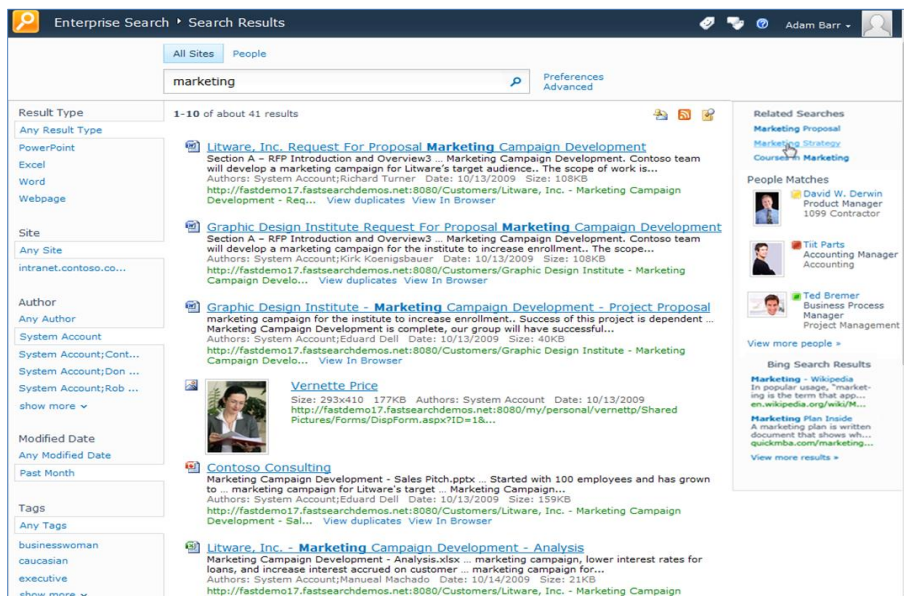 Enterprise Search ▸ Search Results
Adam Barr
All Sites People
marketing
Preferences
Advanced
Result Type
Any Result Type
PowerPoint
Excel
Word
Webpage
Site
Any Site
intranet.contoso.co...
Author
Any Author
System Account
System Account;Cont...
System Account;Don ...
System Account;Rob ...
show more
Modified Date
Any Modified Date
Past Month
Tags
Any Tags
businesswoman
caucasian
executive
show more
1-10 of about 41 results
Litware, Inc. Request For Proposal Marketing Campaign Development
Section A – RFP Introduction and Overview3 ... Marketing Campaign Development. Contoso team
will develop a marketing campaign for Litware's target audience.. The scope of work is...
Authors: System Account;Richard Turner Date: 10/13/2009 Size: 108KB
http://fastdemo17.fastsearchdemos.net:8080/Customers/Litware, Inc. - Marketing Campaign
Development - Req... View duplicates View In Browser
Graphic Design Institute Request For Proposal Marketing Campaign Development
Section A – RFP Introduction and Overview3 ... Marketing Campaign Development. Contoso team
will develop a marketing campaign for the institute to increase enrollment.. The scope...
Authors: System Account;Kirk Koenigsbauer Date: 10/13/2009 Size: 108KB
http://fastdemo17.fastsearchdemos.net:8080/Customers/Graphic Design Institute - Marketing
Campaign Develo... View duplicates View In Browser
Graphic Design Institute - Marketing Campaign Development - Project Proposal
marketing campaign for the institute to increase enrollment.. Success of this project is dependent ...
Marketing Campaign Development is complete, our group will have successful...
Authors: System Account;Eduard Dell Date: 10/13/2009 Size: 40KB
http://fastdemo17.fastsearchdemos.net:8080/Customers/Graphic Design Institute - Marketing
Campaign Develo... View In Browser
Vernette Price
Size: 293x410 177KB Authors: System Account Date: 10/13/2009
http://fastdemo17.fastsearchdemos.net:8080/my/personal/vernettp/Shared
Pictures/Forms/DispForm.aspx?ID=1&...
Contoso Consulting
Marketing Campaign Development - Sales Pitch.pptx ... Started with 100 employees and has grown
to ... marketing campaign for Litware's target ... Marketing Campaign...
Authors: System Account;Eduard Dell Date: 10/13/2009 Size: 159KB
http://fastdemo17.fastsearchdemos.net:8080/Customers/Litware, Inc. - Marketing Campaign
Development - Sal... View duplicates View In Browser
Litware, Inc. - Marketing Campaign Development - Analysis
Marketing Campaign Development - Analysis.xlsx ... marketing campaign, lower interest rates for
loans, and increase interest accrued on customer ... marketing campaign for...
Authors: System Account;Manueal Machado Date: 10/14/2009 Size: 21KB
http://fastdemo17.fastsearchdemos.net:8080/Customers/Litware, Inc. - Marketing Campaign
Related Searches
Marketing Proposal
Marketing Strategy
Courses in Marketing
People Matches
David W. Derwin
Product Manager
1099 Contractor
Tiit Parts
Accounting Manager
Accounting
Ted Bremer
Business Process
Manager
Project Management
View more people »
Bing Search Results
Marketing - Wikipedia
In popular usage, "market-
ing is the term that app...
en.wikipedia.org/wiki/M...
Marketing Plan Inside
A marketing plan is written
document that shows wh...
quickmba.com/marketing...
View more results »